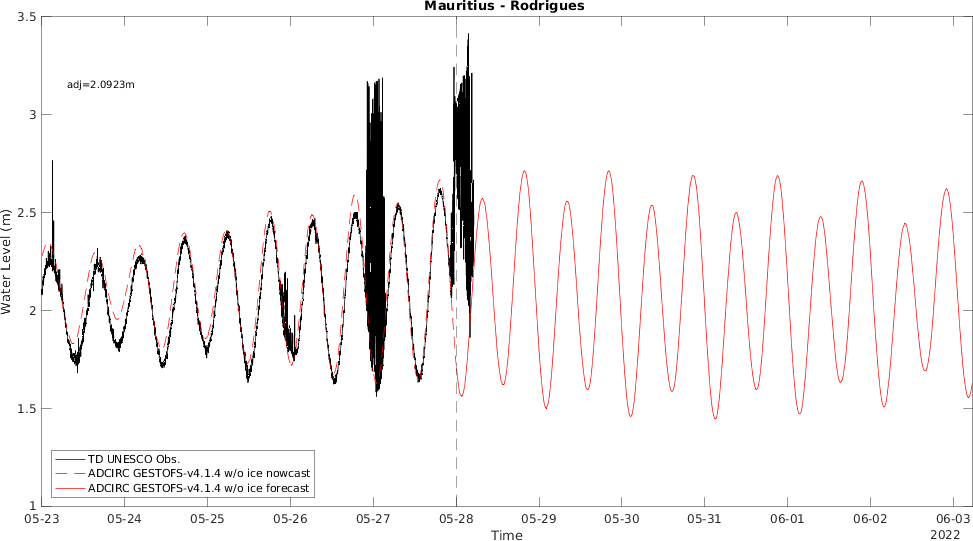 Mauritius - Rodrigues
3.5
adj=2.0923m
3
2.5
Water Level (m)
2
1.5
TD UNESCO Obs.
ADCIRC GESTOFS-v4.1.4 w/o ice nowcast
ADCIRC GESTOFS-v4.1.4 w/o ice forecast
1
05-23 05-24 05-25 05-26 05-27 05-28 05-29 05-30 05-31 06-01 06-02 06-03
Time 2022